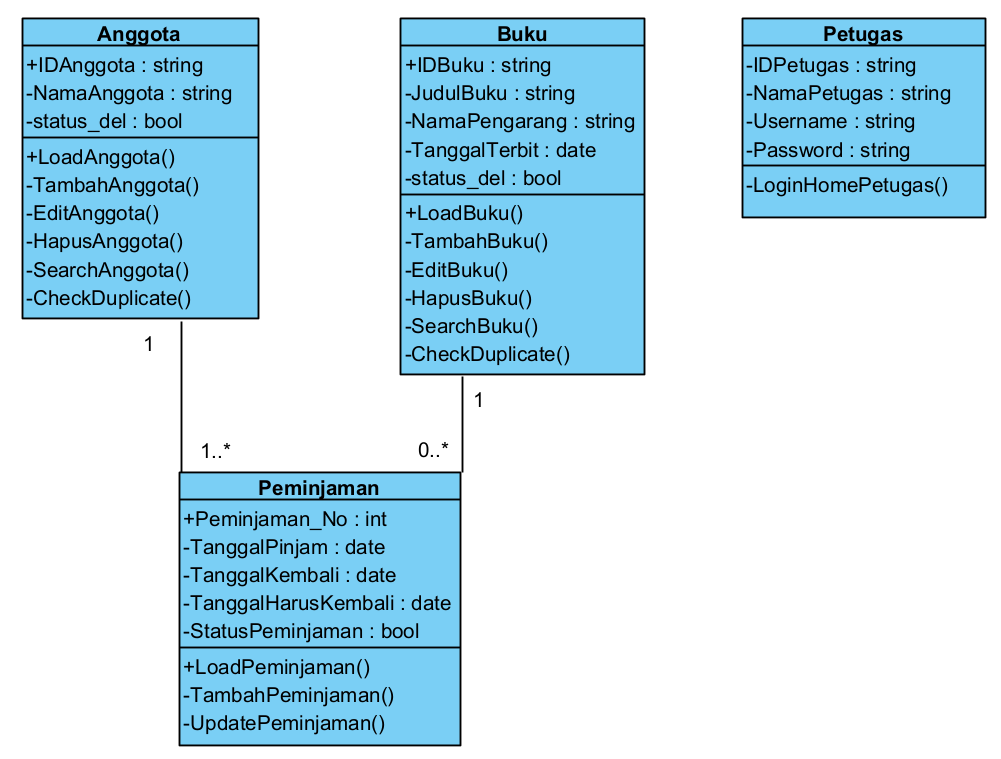 Anggota
+IDAnggota : string
-NamaAnggota : string
-status_del : bool
+LoadAnggota()
-TambahAnggota()
-EditAnggota()
-HapusAnggota()
-SearchAnggota()
-CheckDuplicate()
Buku
+IDBuku : string
-JudulBuku : string
-NamaPengarang : string
-TanggalTerbit : date
-status_del : bool
+LoadBuku()
-TambahBuku()
-EditBuku()
-HapusBuku()
-SearchBuku()
-CheckDuplicate()
Petugas
-IDPetugas : string
-NamaPetugas : string
-Username : string
-Password : string
-LoginHomePetugas()
1
1
1..*
0..*
Peminjaman
+Peminjaman_No : int
-TanggalPinjam : date
-TanggalKembali : date
-TanggalHarusKembali : date
-StatusPeminjaman : bool
+LoadPeminjaman()
-TambahPeminjaman()
-UpdatePeminjaman()